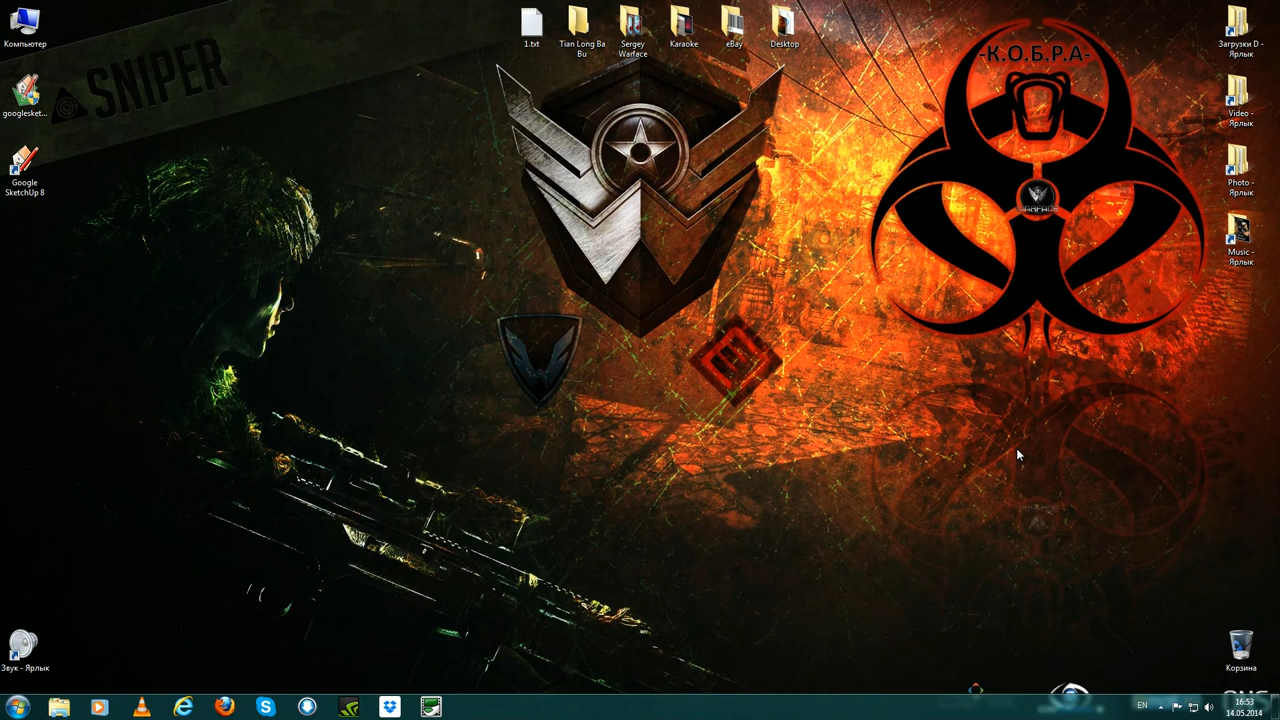 Компьютер
googlesket...
Google
SketchUp 8
SNIPER
1.txt
Tian Long Ba
Bu
Sergey
Warface
Karaoke
eBay
Desktop
-К.О.Б.Р.А-
WARFACE
Загрузки D -
Ярлык
Video -
Ярлык
Photo -
Ярлык
Music -
Ярлык
Звук - Ярлык
Корзина
EN
16:53
14.05.2014